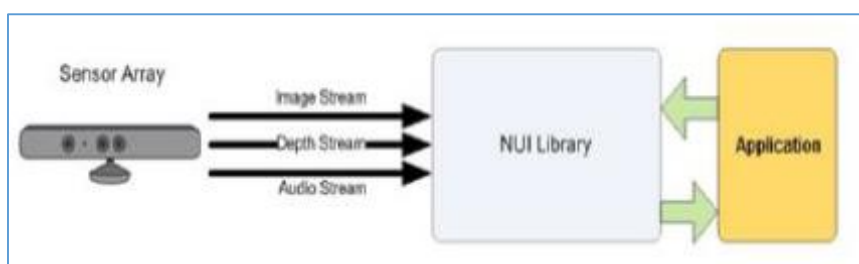 Sensor Array
Image Stream
Depth Stream
Audio Stream
NUI Library
Application